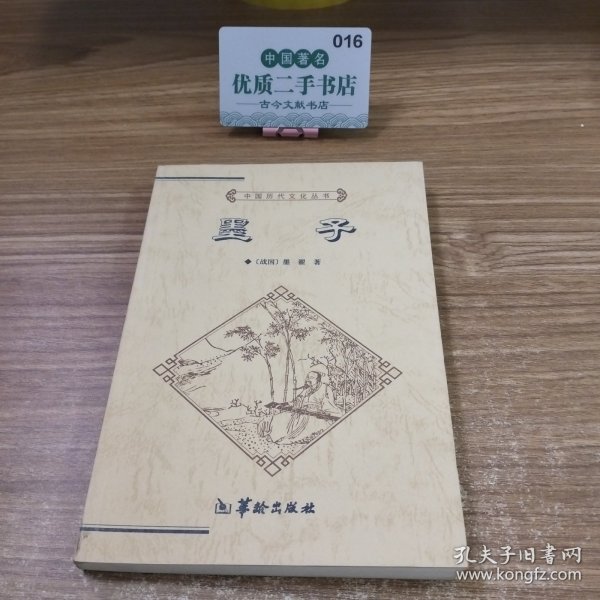 016
中国著名
优质二手书店
古今文献书店
中国历代文化丛书
墨子
◆〔战国〕墨翟 著
华龄出版社
孔夫子旧书网
www.kongfz.com